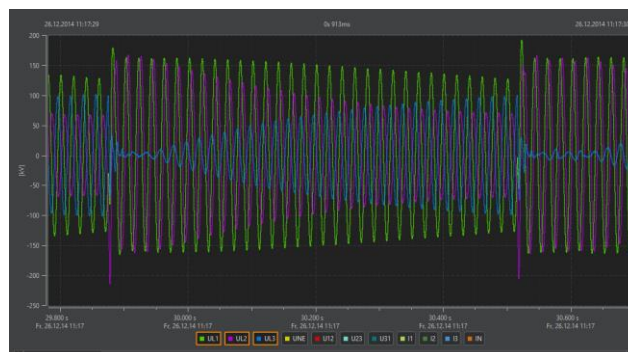 28.12.2014 11:17:29 0s 913ms 28.12.2014 11:17:30
200
150
100
50
0
-50
-100
-150
-200
-250
[kV]
29.800 s 30.000 s 30.200 s 30.400 s 30.600 s
Fr, 26.12.14 11:17 Fr, 26.12.14 11:17 Fr, 26.12.14 11:17 Fr, 26.12.14 11:17 Fr, 26.12.14 11:17
UL1 UL2 UL3 UNE U12 U23 U31 I1 I2 I3 IN